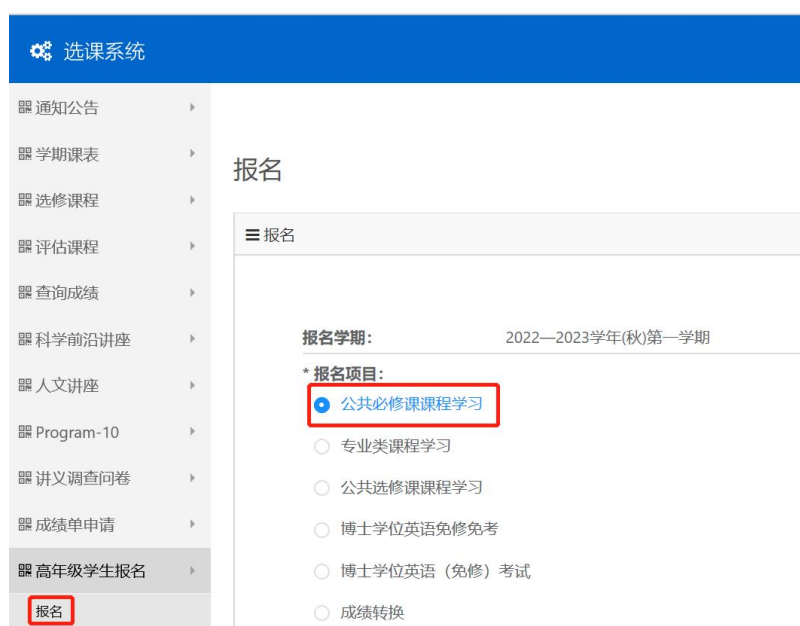 选课系统
通知公告
学期课表
选修课程
评估课程
查询成绩
科学前沿讲座
人文讲座
Program-10
讲义调查问卷
成绩单申请
高年级学生报名
报名
报名
报名
报名学期： 2022—2023学年(秋)第一学期
* 报名项目：
公共必修课课程学习
专业类课程学习
公共选修课课程学习
博士学位英语免修免考
博士学位英语（免修）考试
成绩转换